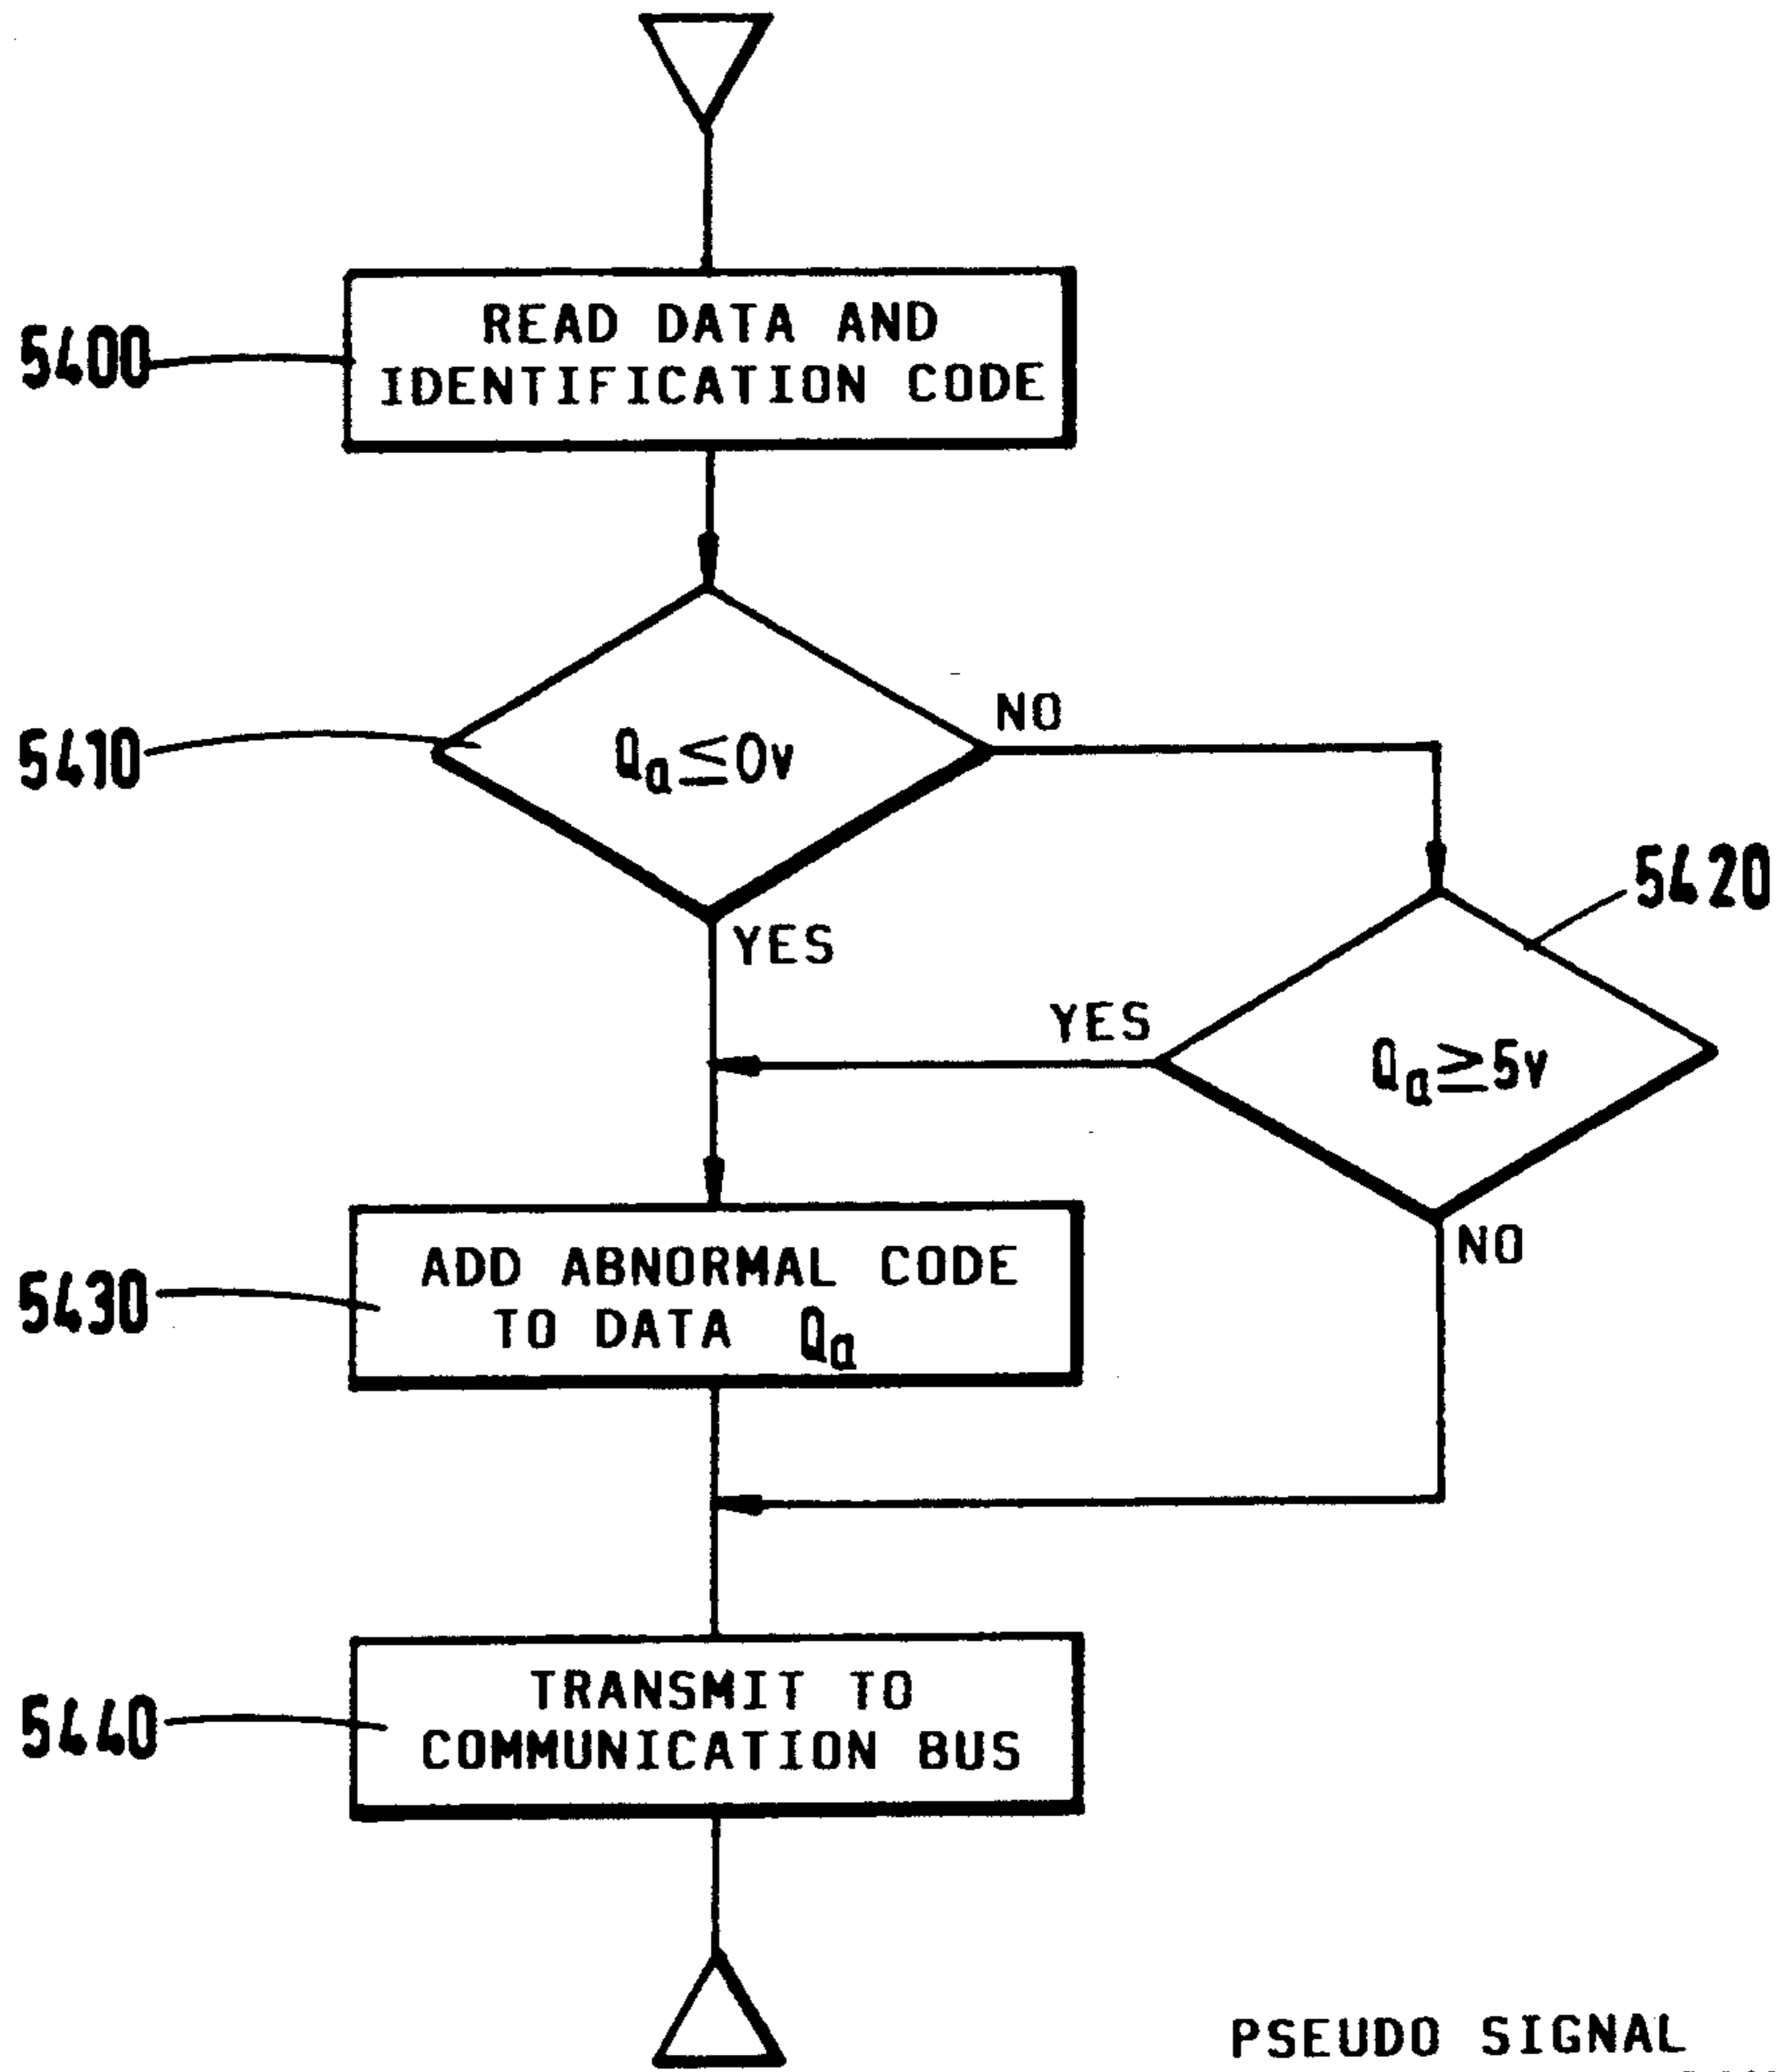 5400
READ DATA AND
IDENTIFICATION CODE
5410
Qa≤0v
NO
YES
5420
YES
Qa≥5v
NO
5430
ADD ABNORMAL CODE
TO DATA Qa
5440
TRANSMIT TO
COMMUNICATION BUS
PSEUDO SIGNAL